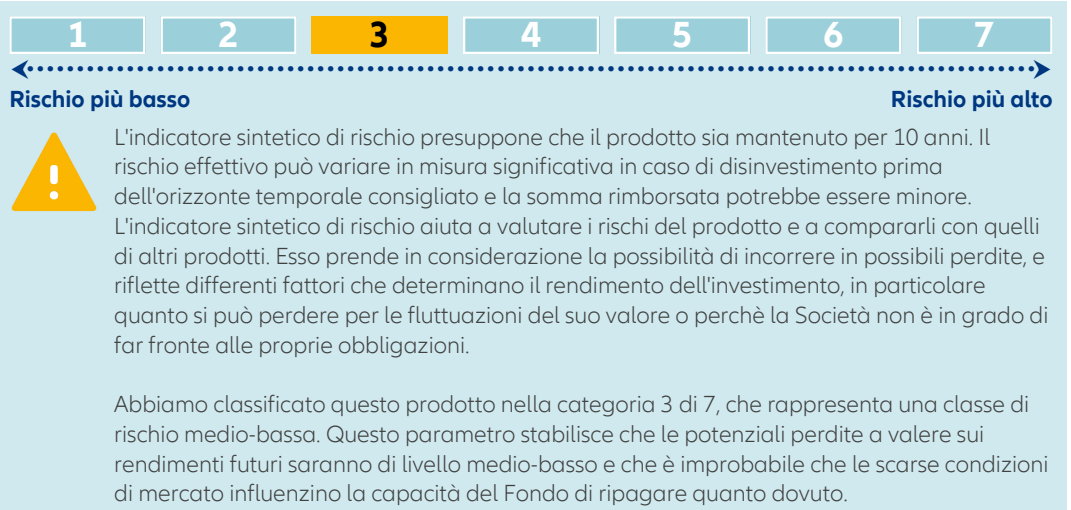 1 2 3 4 5 6 7
Rischio più basso Rischio più alto
L'indicatore sintetico di rischio presuppone che il prodotto sia mantenuto per 10 anni. Il
rischio effettivo può variare in misura significativa in caso di disinvestimento prima
dell'orizzonte temporale consigliato e la somma rimborsata potrebbe essere minore.
L'indicatore sintetico di rischio aiuta a valutare i rischi del prodotto e a compararli con quelli
di altri prodotti. Esso prende in considerazione la possibilità di incorrere in possibili perdite, e
riflette differenti fattori che determinano il rendimento dell'investimento, in particolare
quanto si può perdere per le fluttuazioni del suo valore o perchè la Società non è in grado di
far fronte alle proprie obbligazioni.
Abbiamo classificato questo prodotto nella categoria 3 di 7, che rappresenta una classe di
rischio medio-bassa. Questo parametro stabilisce che le potenziali perdite a valere sui
rendimenti futuri saranno di livello medio-basso e che è improbabile che le scarse condizioni
di mercato influenzino la capacità del Fondo di ripagare quanto dovuto.